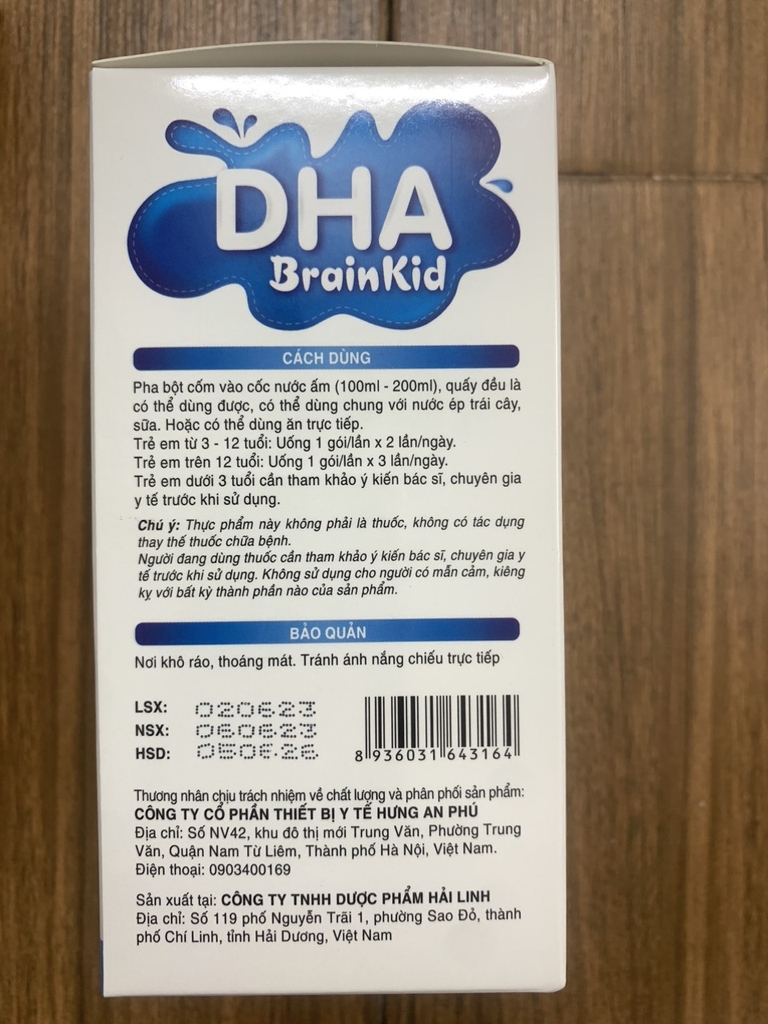 DHA
BrainKid
CÁCH DÙNG
Pha bột cốm vào cốc nước ấm (100ml - 200ml), quấy đều là
có thể dùng được, có thể dùng chung với nước ép trái cây,
sữa. Hoặc có thể dùng ăn trực tiếp.
Trẻ em từ 3 - 12 tuổi: Uống 1 gói/lần x 2 lần/ngày.
Trẻ em trên 12 tuổi: Uống 1 gói/lần x 3 lần/ngày.
Trẻ em dưới 3 tuổi cần tham khảo ý kiến bác sĩ, chuyên gia
y tế trước khi sử dụng.
Chú ý: Thực phẩm này không phải là thuốc, không có tác dụng
thay thế thuốc chữa bệnh.
Người đang dùng thuốc cần tham khảo ý kiến bác sĩ, chuyên gia y
tế trước khi sử dụng. Không sử dụng cho người có mẫn cảm, kiêng
kỵ với bất kỳ thành phần nào của sản phẩm.
BẢO QUẢN
Nơi khô ráo, thoáng mát. Tránh ánh nắng chiếu trực tiếp
LSX: 020623
NSX: 060623
HSD: 050626
8 936031 643164
Thương nhân chịu trách nhiệm về chất lượng và phân phối sản phẩm:
CÔNG TY CỔ PHẦN THIẾT BỊ Y TẾ HƯNG AN PHÚ
Địa chỉ: Số NV42, khu đô thị mới Trung Văn, Phường Trung
Văn, Quận Nam Từ Liêm, Thành phố Hà Nội, Việt Nam.
Điện thoại: 0903400169
Sản xuất tại: CÔNG TY TNHH DƯỢC PHẨM HẢI LINH
Địa chỉ: Số 119 phố Nguyễn Trãi 1, phường Sao Đỏ, thành
phố Chí Linh, tỉnh Hải Dương, Việt Nam